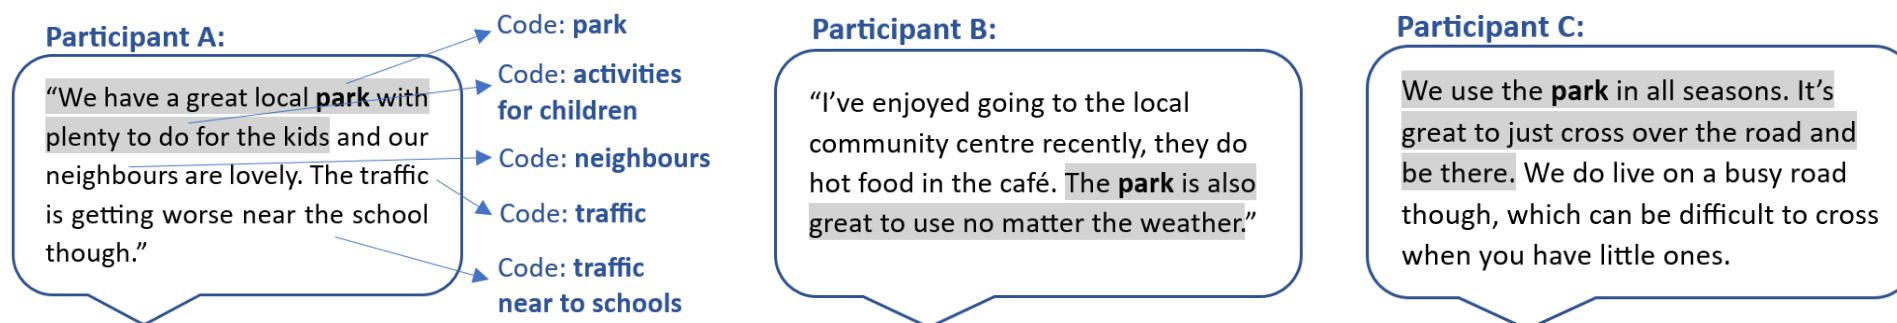 Participant A:
“We have a great local park with
plenty to do for the kids and our
neighbours are lovely. The traffic
is getting worse near the school
though.”
Code: park
Code: activities
for children
Code: neighbours
Code: traffic
Code: traffic
near to schools
Participant B:
“I’ve enjoyed going to the local
community centre recently, they do
hot food in the café. The park is also
great to use no matter the weather.”
Participant C:
We use the park in all seasons. It’s
great to just cross over the road and
be there. We do live on a busy road
though, which can be difficult to cross
when you have little ones.